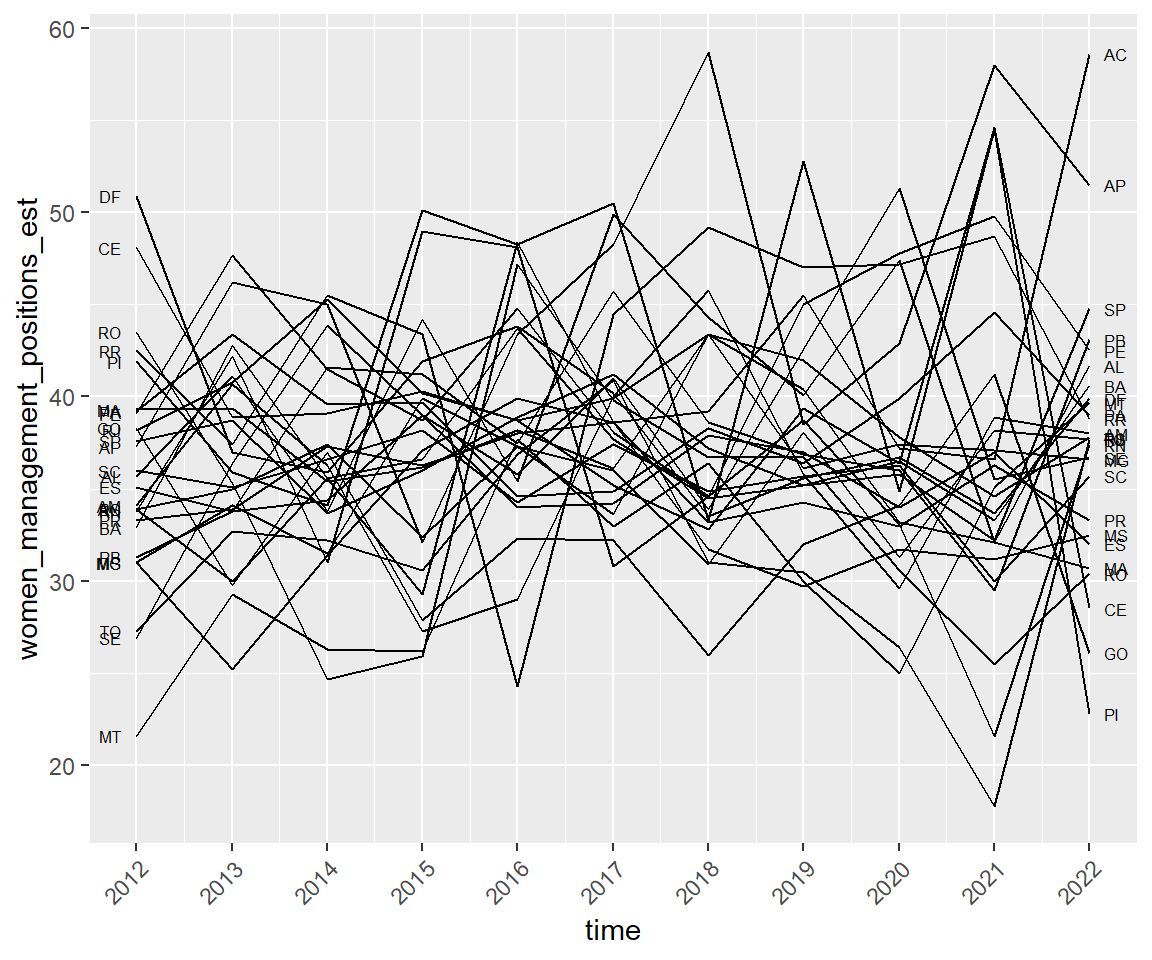 60
50
40
30
20
women_management_positions_est
DF
CE
RO
RR
PI
MA
GO
SP
AP
SC
AL
ES
AM
RN
PR
BA
PB
MS
TO
SE
MT
AC
AP
SP
PB
PE
AL
BA
MT
PA
RR
AM
RN
MG
SC
PR
MS
ES
MA
RO
CE
GO
PI
2012
2013
2014
2015
2016
2017
2018
2019
2020
2021
2022
time